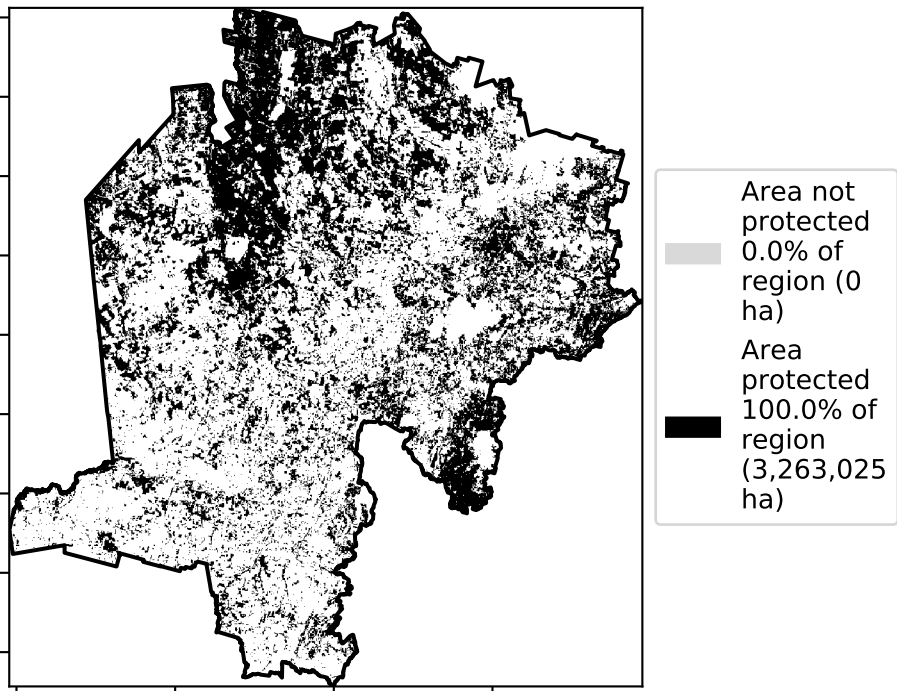 Area not
protected
0.0% of
region (0
ha)
Area
protected
100.0% of
region
(3,263,025
ha)